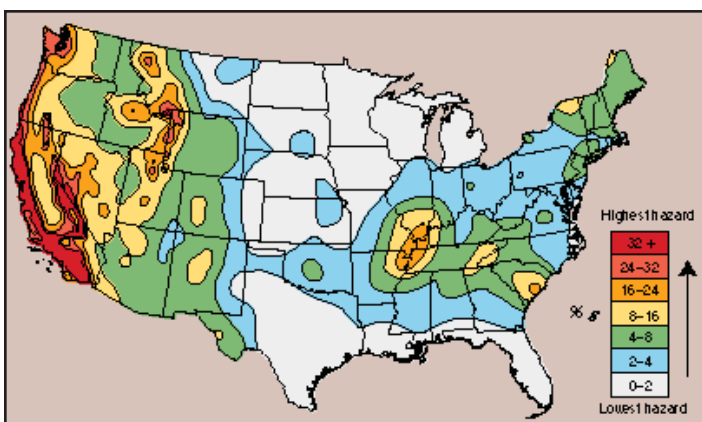 Highest hazard
32 +
24-32
16-24
% g
8-16
4-8
2-4
0-2
Lowest hazard